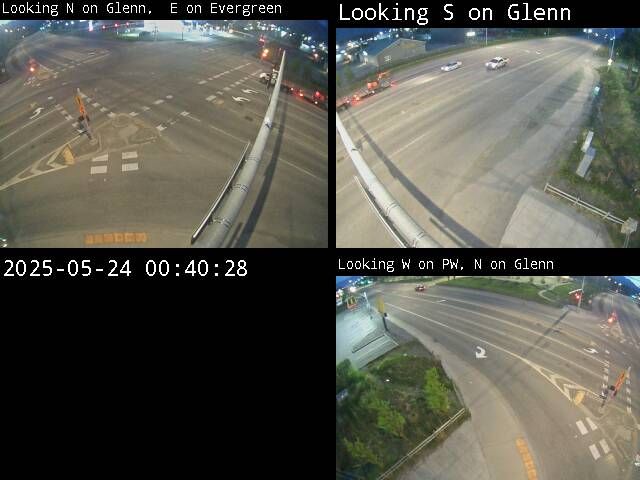 Looking N on Glenn,  E on Evergreen
Looking S on Glenn
2025-05-24 00:40:28
Looking W on PW, N on Glenn